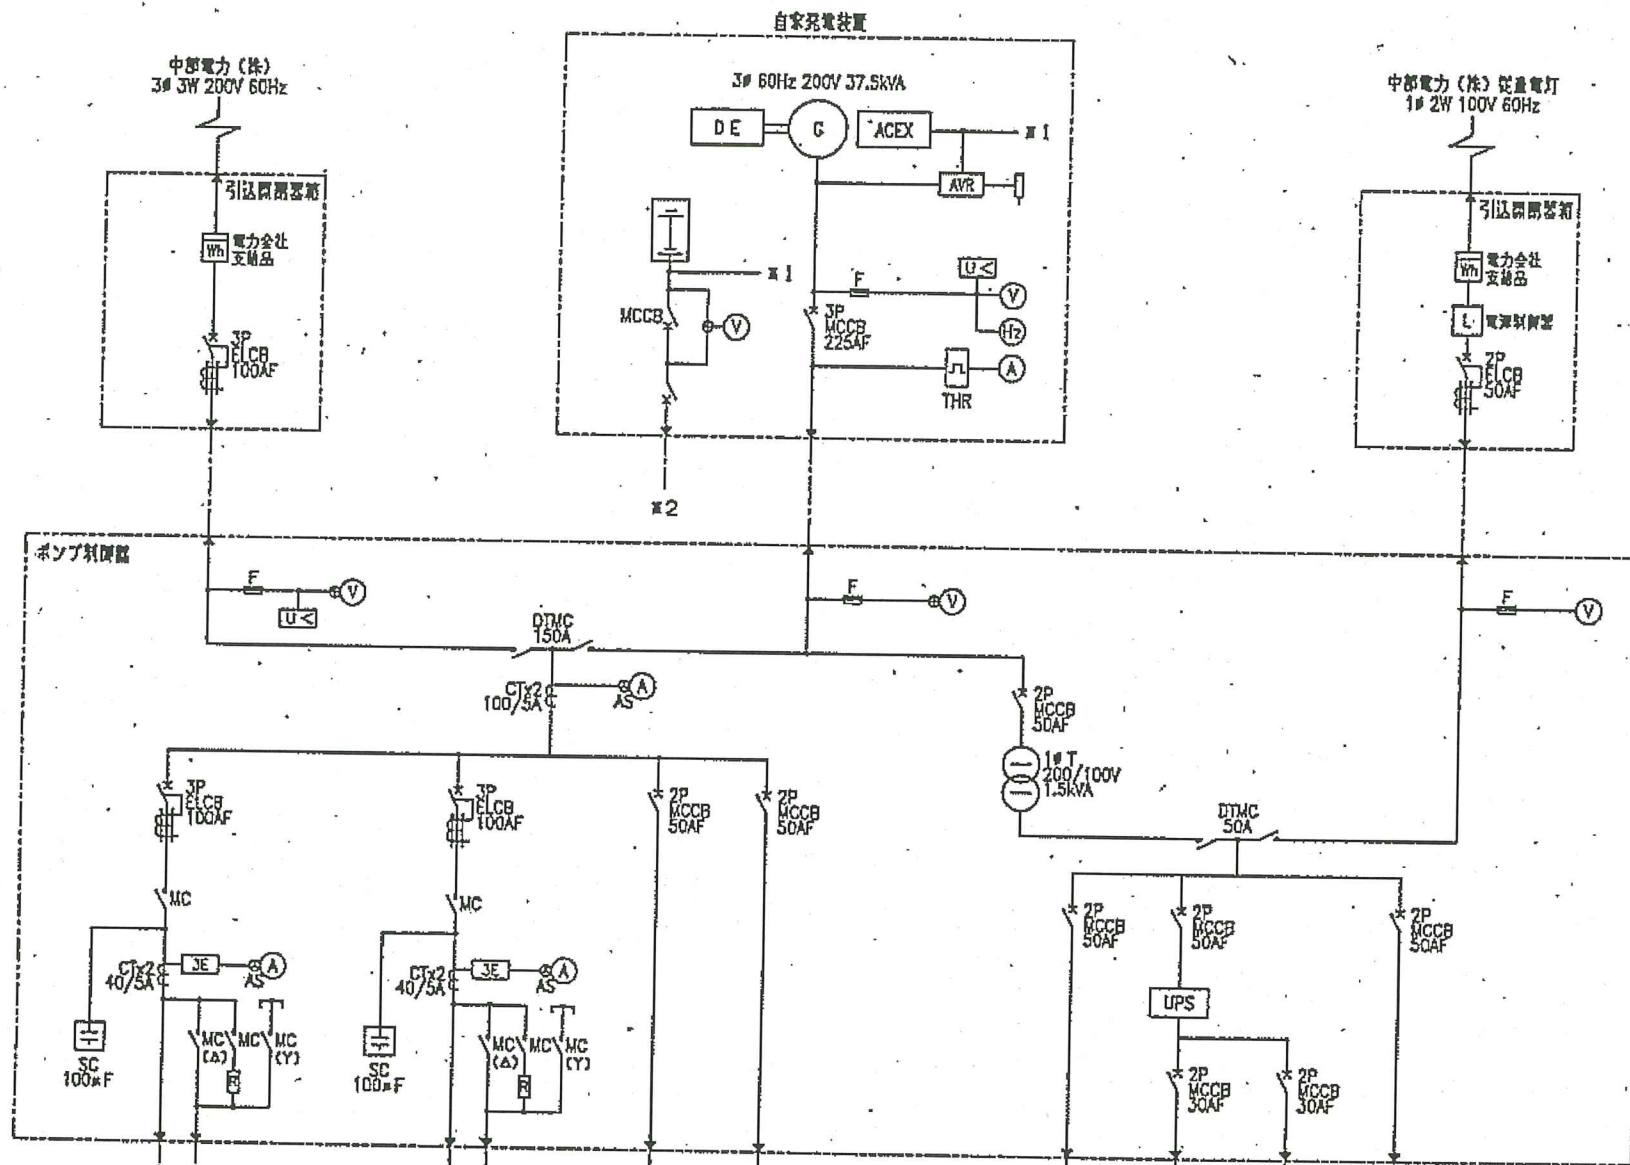 自家発電装置
中部電力(株)
3φ 3W 200V 60Hz
3φ 60Hz 200V 37.5kVA
中部電力(株)従量電灯
1φ 2W 100V 60Hz
DE
G
ACEX
※1
AVR
引込開閉器箱
Wh
電力会社
支給品
3P
ELCB
100AF
※1
MCCB
V
F
U<
V
Hz
3P
MCCB
225AF
A
THR
※2
引込開閉器箱
Wh
電力会社
支給品
L
電流制限器
2P
ELCB
50AF
ポンプ制御盤
F
V
U<
F
V
F
V
DTMC
150A
CTx2
100/5A
A
AS
2P
MCCB
50AF
1φT
200/100V
1.5kVA
DTMC
50A
3P
ELCB
100AF
3P
ELCB
100AF
2P
MCCB
50AF
2P
MCCB
50AF
MC
MC
2P
MCCB
50AF
2P
MCCB
50AF
2P
MCCB
50AF
CTx2
40/5A
3E
A
AS
CTx2
40/5A
3E
A
AS
UPS
SC
100μF
MC
(Δ)
MC
MC
(Y)
R
SC
100μF
MC
(Δ)
MC
MC
(Y)
R
2P
MCCB
30AF
2P
MCCB
30AF